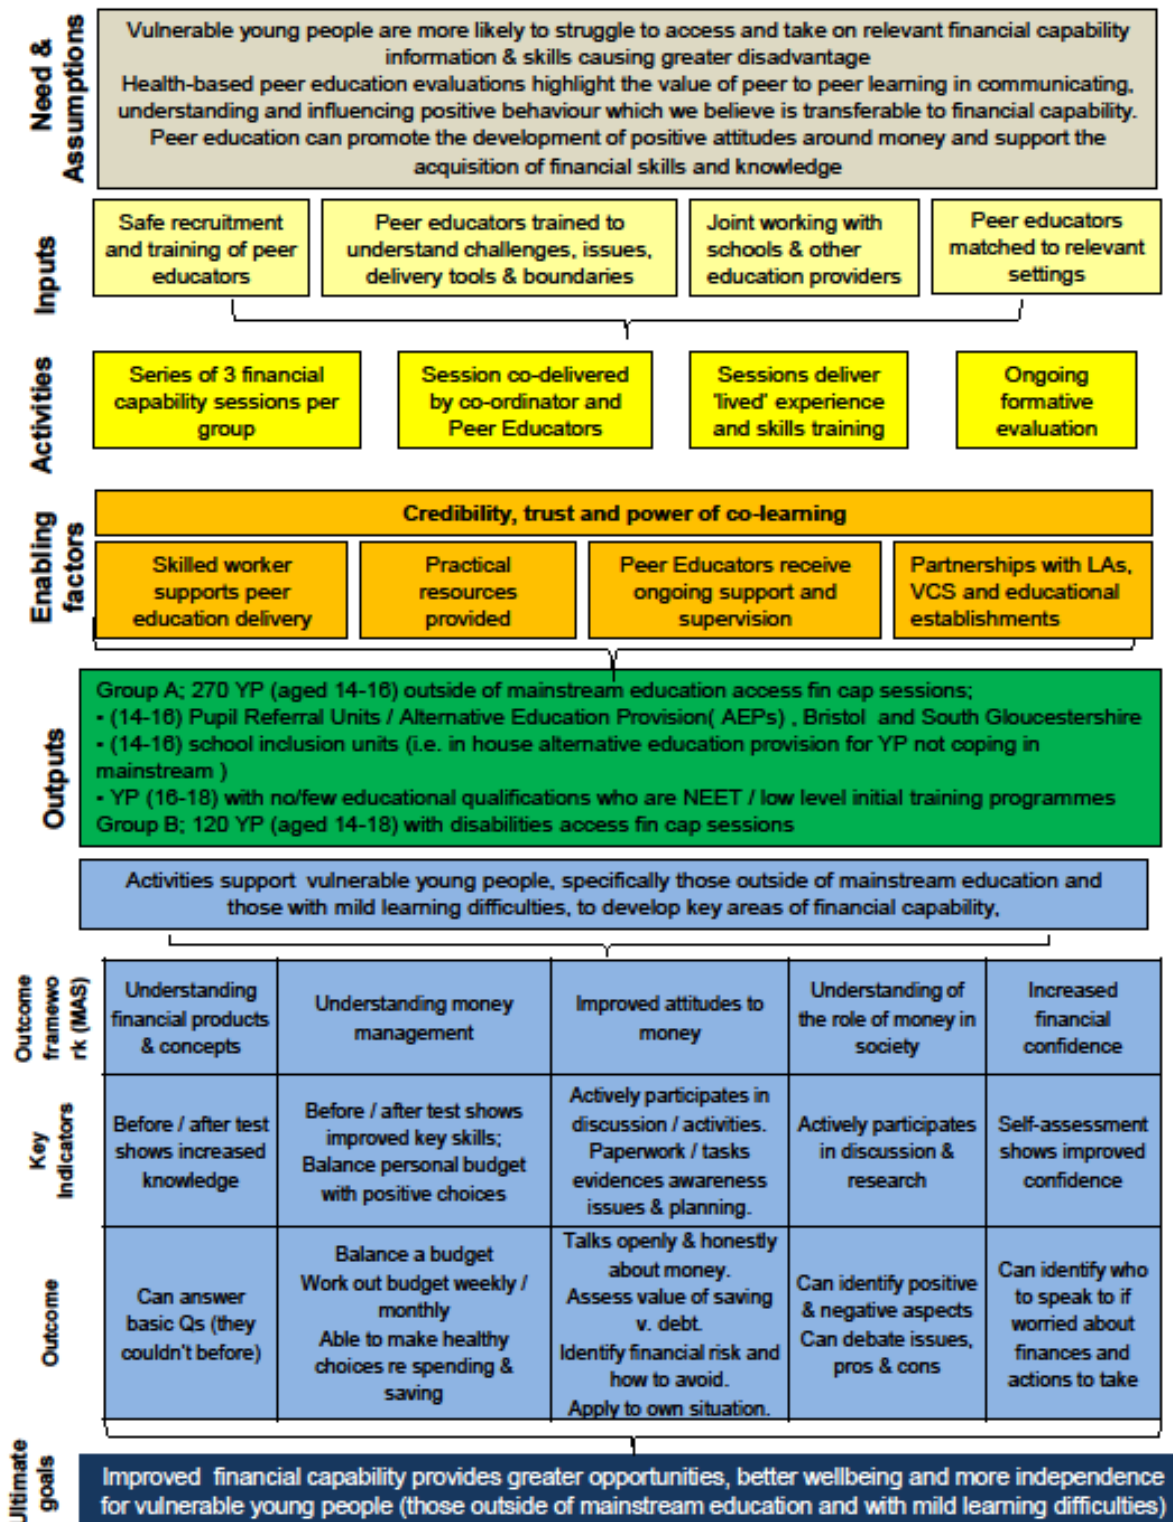 Need &
Assumptions
Vulnerable young people are more likely to struggle to access and take on relevant financial capability
information & skills causing greater disadvantage
Health-based peer education evaluations highlight the value of peer to peer learning in communicating,
understanding and influencing positive behaviour which we believe is transferable to financial capability.
Peer education can promote the development of positive attitudes around money and support the
acquisition of financial skills and knowledge
Inputs
Safe recruitment
and training of peer
educators
Peer educators trained to
understand challenges, issues,
delivery tools & boundaries
Joint working with
schools & other
education providers
Peer educators
matched to relevant
settings
Activities
Series of 3 financial
capability sessions per
group
Session co-delivered
by co-ordinator and
Peer Educators
Sessions deliver
'lived' experience
and skills training
Ongoing
formative
evaluation
Enabling
factors
Credibility, trust and power of co-learning
Skilled worker
supports peer
education delivery
Practical
resources
provided
Peer Educators receive
ongoing support and
supervision
Partnerships with LAs,
VCS and educational
establishments
Outputs
Group A; 270 YP (aged 14-16) outside of mainstream education access fin cap sessions;
- (14-16) Pupil Referral Units / Alternative Education Provision( AEPs) , Bristol and South Gloucestershire
- (14-16) school inclusion units (i.e. in house alternative education provision for YP not coping in
mainstream )
- YP (16-18) with no/few educational qualifications who are NEET / low level initial training programmes
Group B; 120 YP (aged 14-18) with disabilities access fin cap sessions
Activities support vulnerable young people, specifically those outside of mainstream education and
those with mild learning difficulties, to develop key areas of financial capability,
Outcome
framewo
rk (MAS)
Understanding
financial products
& concepts
Understanding money
management
Improved attitudes to
money
Understanding of
the role of money in
society
Increased
financial
confidence
Key
Indicators
Before / after test
shows increased
knowledge
Before / after test shows
improved key skills;
Balance personal budget
with positive choices
Actively participates in
discussion / activities.
Paperwork / tasks
evidences awareness
issues & planning.
Actively participates
in discussion &
research
Self-assessment
shows improved
confidence
Outcome
Can answer
basic Qs (they
couldn't before)
Balance a budget
Work out budget weekly /
monthly
Able to make healthy
choices re spending &
saving
Talks openly & honestly
about money.
Assess value of saving
v. debt.
Identify financial risk and
how to avoid.
Apply to own situation.
Can identify positive
& negative aspects
Can debate issues,
pros & cons
Can identify who
to speak to if
worried about
finances and
actions to take
Ultimate
goals
Improved financial capability provides greater opportunities, better wellbeing and more independence
for vulnerable young people (those outside of mainstream education and with mild learning difficulties)